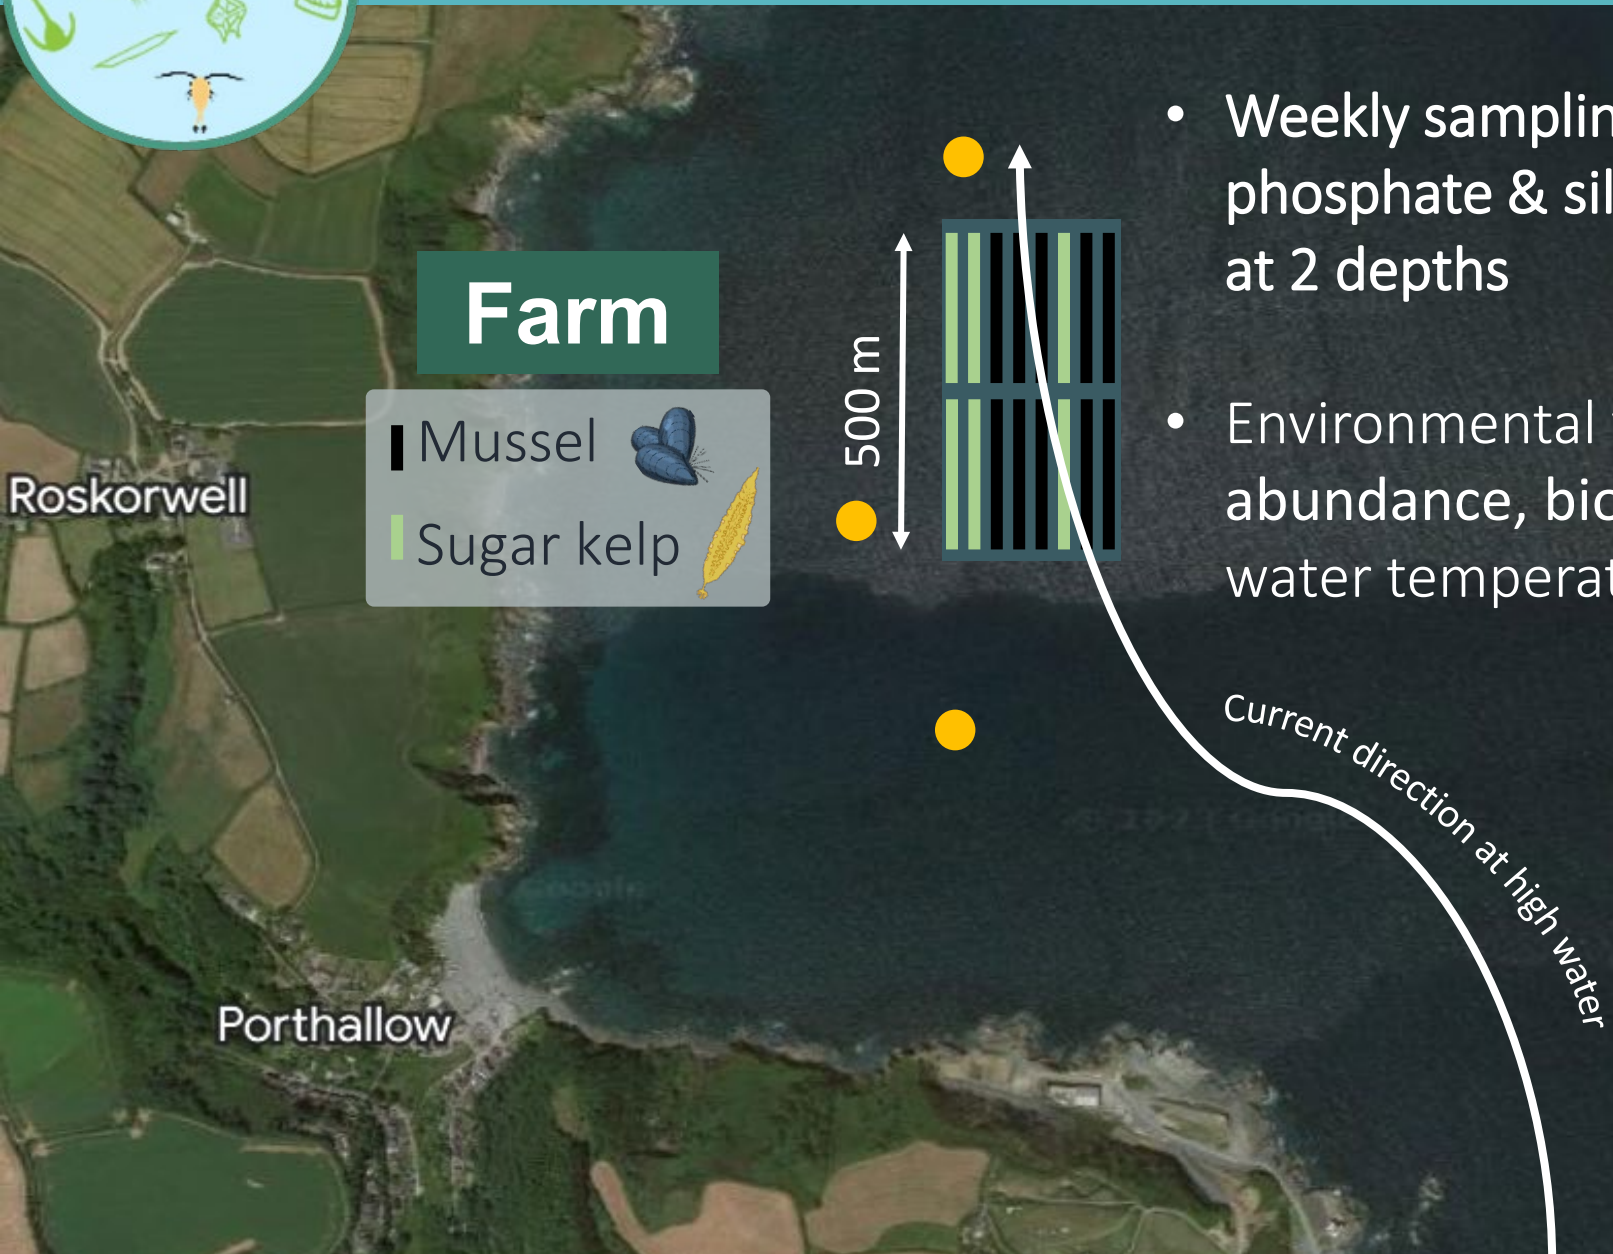 Weekly samplin
phosphate & sil
at 2 depths
Farm
500 m
Mussel
Sugar kelp
Environmental
abundance, bio
water temperat
Roskorwell
Current direction at high water
Porthallow